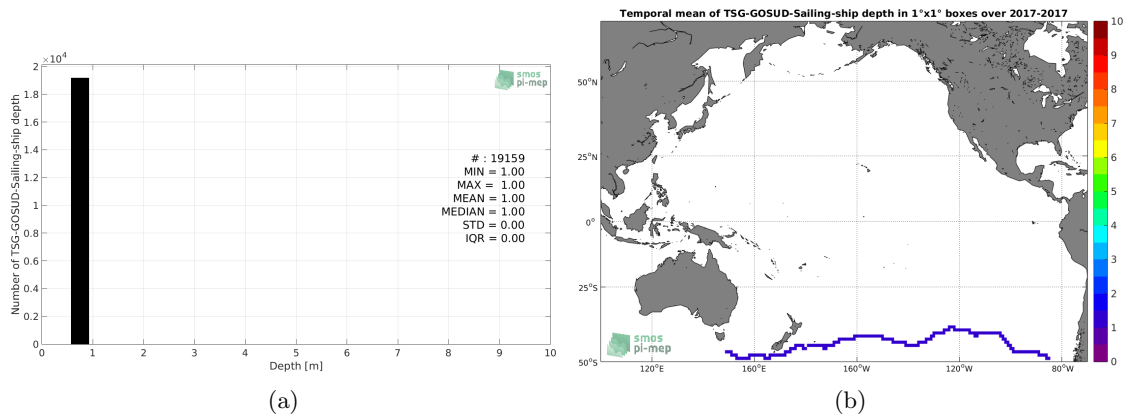 ×10⁴
2
1.8
1.6
1.4
1.2
1
0.8
0.6
0.4
0.2
0
Number of TSG-GOSUD-Sailing-ship depth
smos
pi-mep
# : 19159
MIN = 1.00
MAX = 1.00
MEAN = 1.00
MEDIAN = 1.00
STD = 0.00
IQR = 0.00
0 1 2 3 4 5 6 7 8 9 10
Depth [m]
(a)
Temporal mean of TSG-GOSUD-Sailing-ship depth in 1°x1° boxes over 2017-2017
50°N
25°N
0°
25°S
50°S
smos
pi-mep
120°E 160°E 160°W 120°W 80°W
10
9
8
7
6
5
4
3
2
1
0
(b)